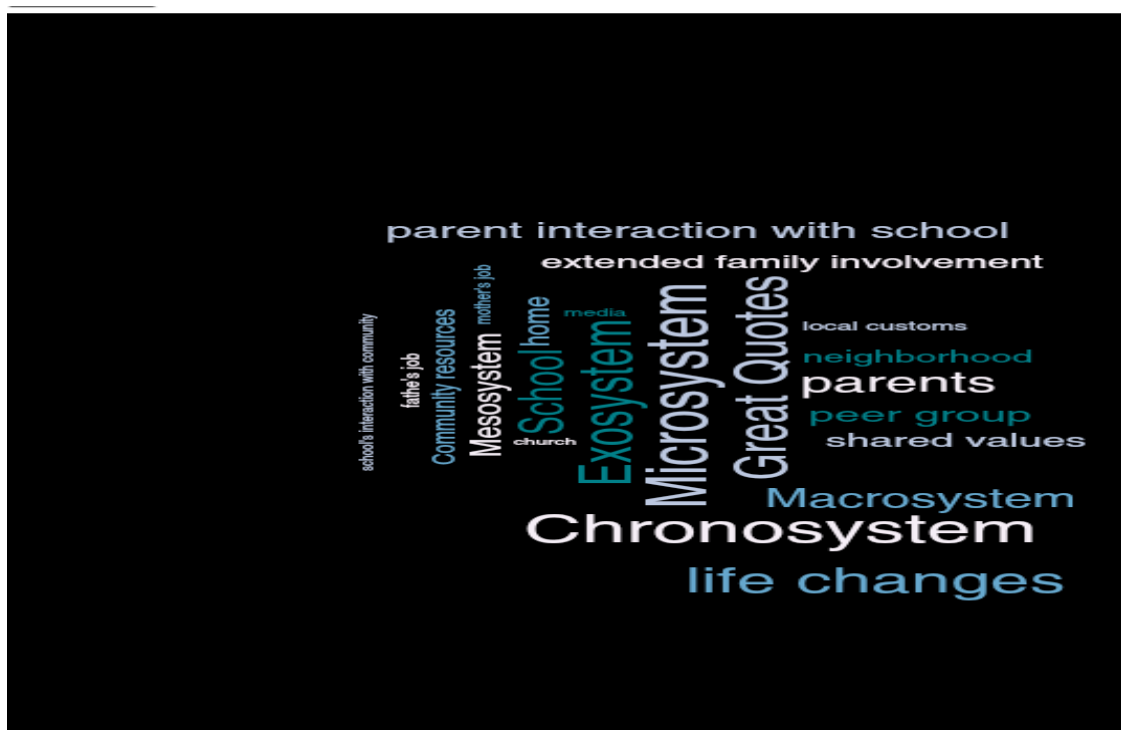 parent interaction with school
extended family involvement
school's interaction with community
fathe's job
Community resources
mother's job
Mesosystem
home
School
church
media
Exosystem
Microsystem
Great Quotes
local customs
neighborhood
parents
peer group
shared values
Macrosystem
Chronosystem
life changes